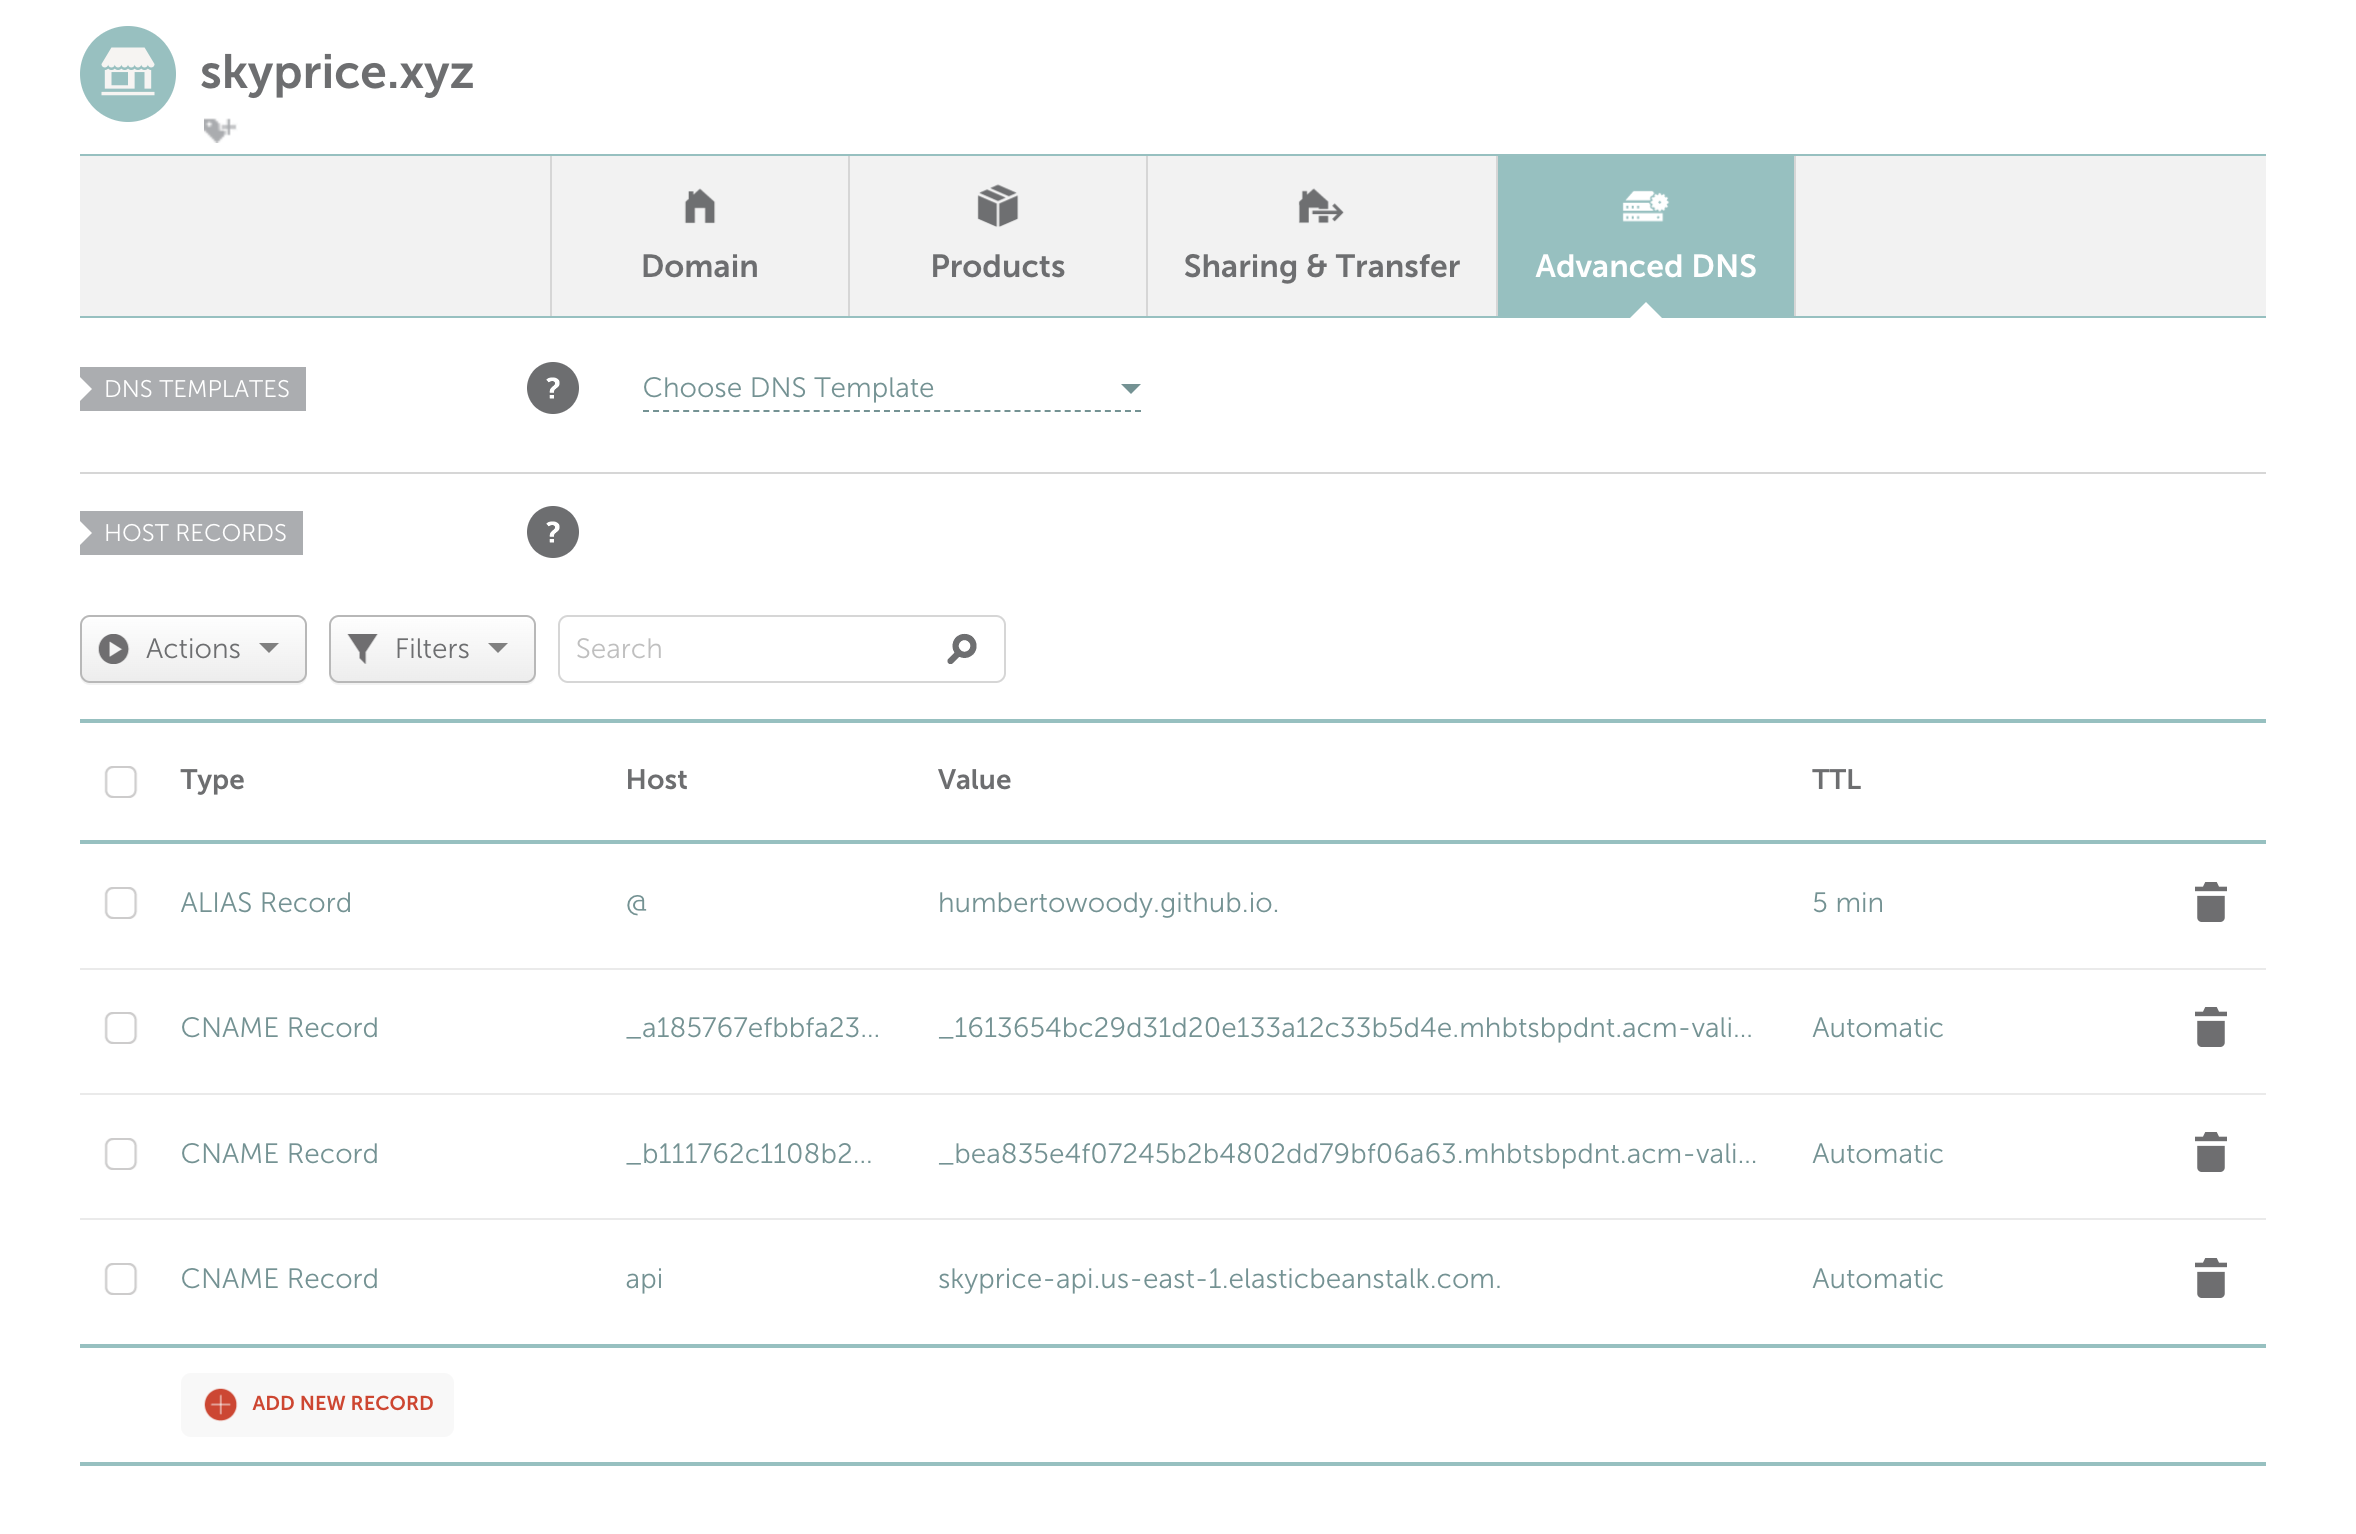 skyprice.xyz
Domain
Products
Sharing & Transfer
Advanced DNS
DNS TEMPLATES
?
Choose DNS Template
HOST RECORDS
?
Actions
Filters
Search
Type Host Value TTL
ALIAS Record @ humbertowoody.github.io. 5 min
CNAME Record _a185767efbbfa23... _1613654bc29d31d20e133a12c33b5d4e.mhbtsbpdnt.acm-vali... Automatic
CNAME Record _b111762c1108b2... _bea835e4f07245b2b4802dd79bf06a63.mhbtsbpdnt.acm-vali... Automatic
CNAME Record api skyprice-api.us-east-1.elasticbeanstalk.com. Automatic
ADD NEW RECORD